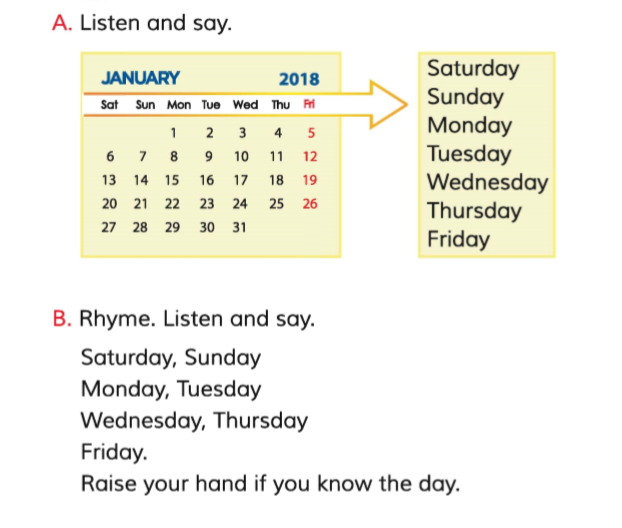 A. Listen and say.
JANUARY 2018
Sat Sun Mon Tue Wed Thu Fri
1 2 3 4 5
6 7 8 9 10 11 12
13 14 15 16 17 18 19
20 21 22 23 24 25 26
27 28 29 30 31
Saturday
Sunday
Monday
Tuesday
Wednesday
Thursday
Friday
B. Rhyme. Listen and say.
Saturday, Sunday
Monday, Tuesday
Wednesday, Thursday
Friday.
Raise your hand if you know the day.